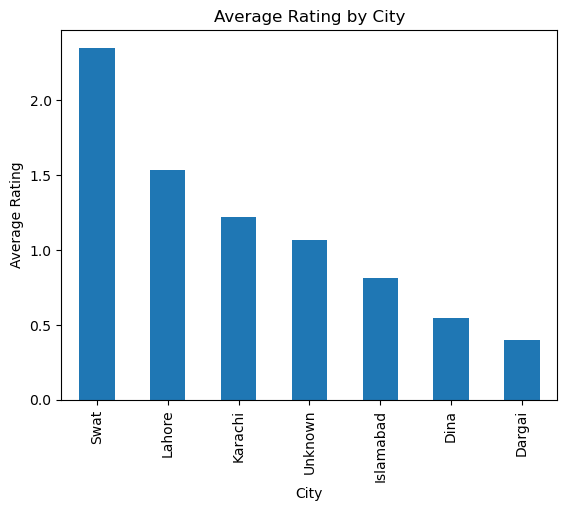 Average Rating by City
Average Rating
2.0
1.5
1.0
0.5
0.0
Swat
Lahore
Karachi
Unknown
Islamabad
Dina
Dargai
City